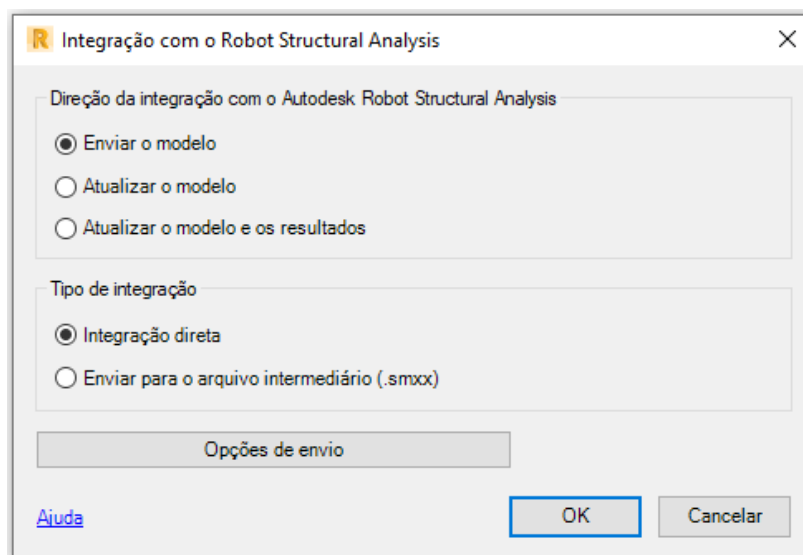 Integração com o Robot Structural Analysis
Direção da integração com o Autodesk Robot Structural Analysis
Enviar o modelo
Atualizar o modelo
Atualizar o modelo e os resultados
Tipo de integração
Integração direta
Enviar para o arquivo intermediário (.smxx)
Opções de envio
Ajuda
OK
Cancelar